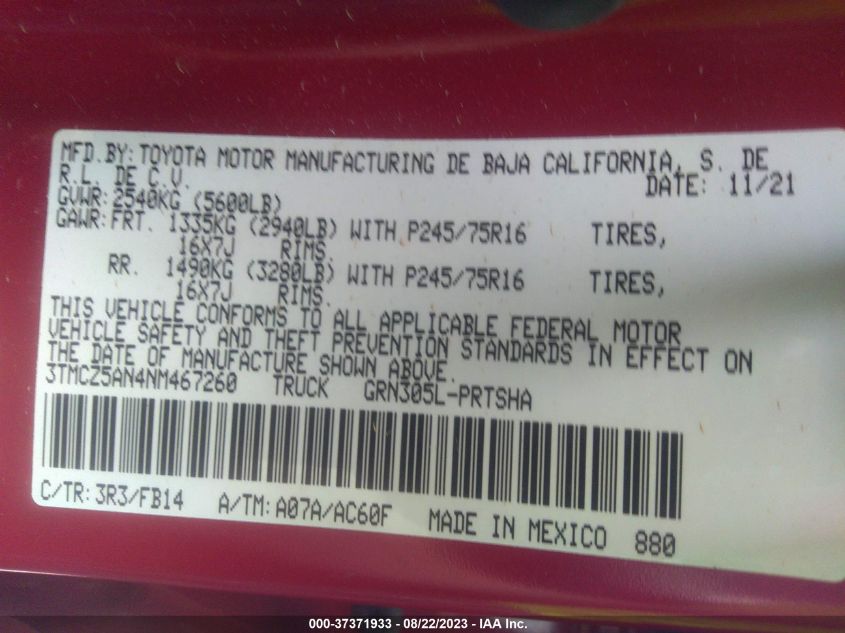 MFD.BY: TOYOTA MOTOR MANUFACTURING DE BAJA CALIFORNIA, S. DE
R.L. DE C.V. DATE: 11/21
GVWR: 2540KG (5600LB)
GAWR: FRT. 1335KG (2940LB) WITH P245/75R16 TIRES,
16X7J RIMS.
RR. 1490KG (3280LB) WITH P245/75R16 TIRES,
16X7J RIMS.
THIS VEHICLE CONFORMS TO ALL APPLICABLE FEDERAL MOTOR
VEHICLE SAFETY AND THEFT PREVENTION STANDARDS IN EFFECT ON
THE DATE OF MANUFACTURE SHOWN ABOVE.
3TMCZ5AN4NM467260 TRUCK GRN305L-PRTSHA
C/TR: 3R3/FB14 A/TM: A07A/AC60F MADE IN MEXICO 880
000-37371933 - 08/22/2023 - IAA Inc.